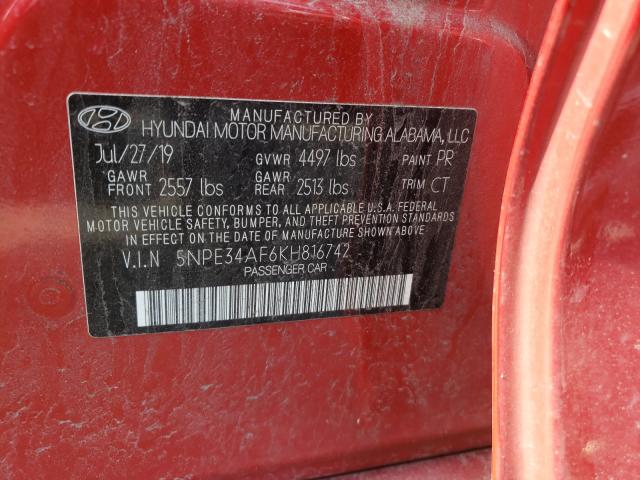 MANUFACTURED BY
HYUNDAI MOTOR MANUFACTURING ALABAMA, LLC
Jul/27/19 GVWR 4497 lbs PAINT PR
GAWR FRONT 2557 lbs GAWR REAR 2513 lbs TRIM CT
THIS VEHICLE CONFORMS TO ALL APPLICABLE U.S.A. FEDERAL
MOTOR VEHICLE SAFETY, BUMPER, AND THEFT PREVENTION STANDARDS
IN EFFECT ON THE DATE OF MANUFACTURE SHOWN ABOVE.
V.I.N 5NPE34AF6KH816742
PASSENGER CAR